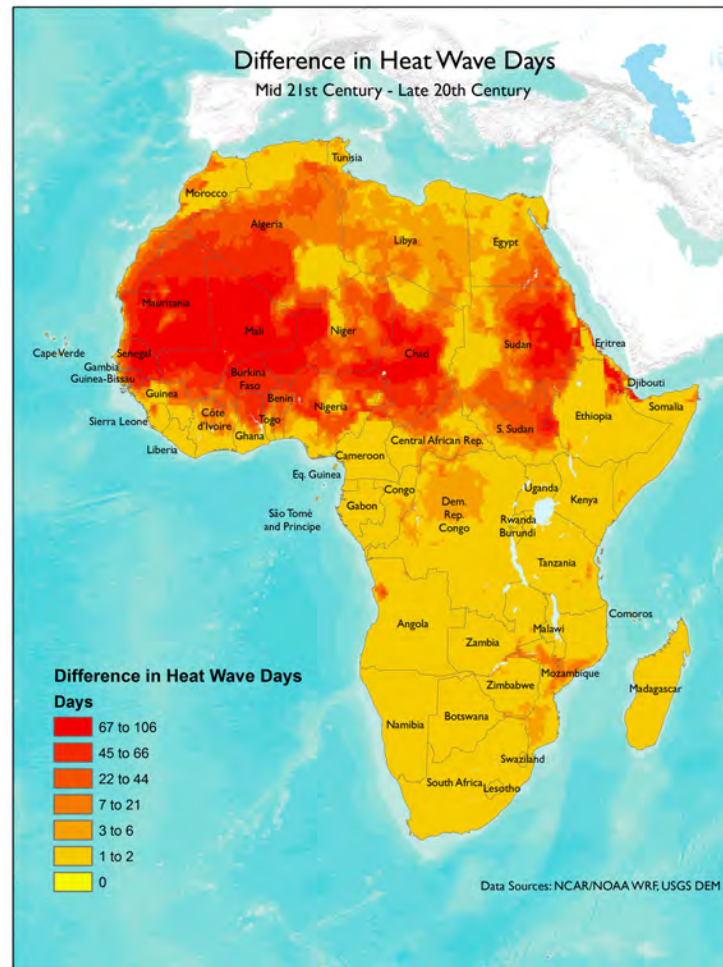 Difference in Heat Wave Days
Mid 21st Century - Late 20th Century
Tunisia
Morocco
Algeria
Libya
Egypt
Mauritania
Mali
Niger
Chad
Sudan
Eritrea
Cape Verde
Senegal
Gambia
Guinea-Bissau
Guinea
Burkina
Faso
Benin
Nigeria
Djibouti
Somalia
Ethiopia
Sierra Leone
Côte
d'Ivoire
Togo
Ghana
Liberia
S. Sudan
Central African Rep.
Cameroon
Eq. Guinea
Congo
Gabon
Dem.
Rep.
Congo
Uganda
Kenya
São Tomè
and Principe
Rwanda
Burundi
Tanzania
Comoros
Angola
Malawi
Zambia
Mozambique
Zimbabwe
Madagascar
Namibia
Botswana
Swaziland
South Africa
Lesotho
Difference in Heat Wave Days
Days
67 to 106
45 to 66
22 to 44
7 to 21
3 to 6
1 to 2
0
Data Sources: NCAR/NOAA WRF, USGS DEM